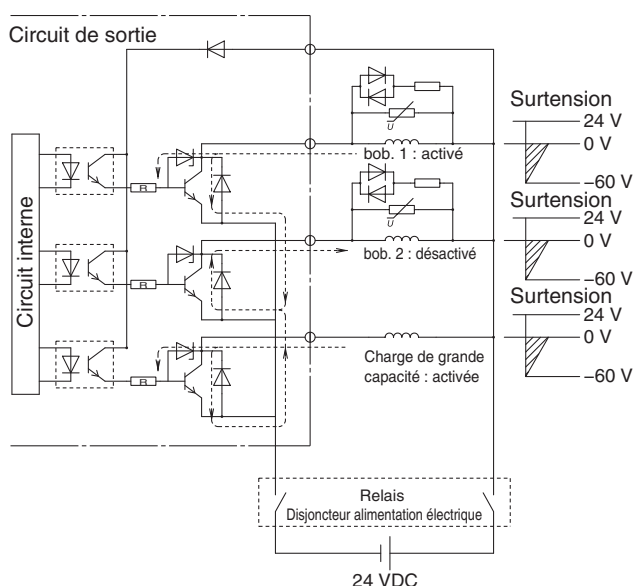 Circuit de sortie
Circuit interne
R
R
R
U
U
bob. 1 : activé
bob. 2 : désactivé
Charge de grande
capacité : activée
Surtension
24 V
0 V
–60 V
Surtension
24 V
0 V
–60 V
Surtension
24 V
0 V
–60 V
Relais
Disjoncteur alimentation électrique
24 VDC